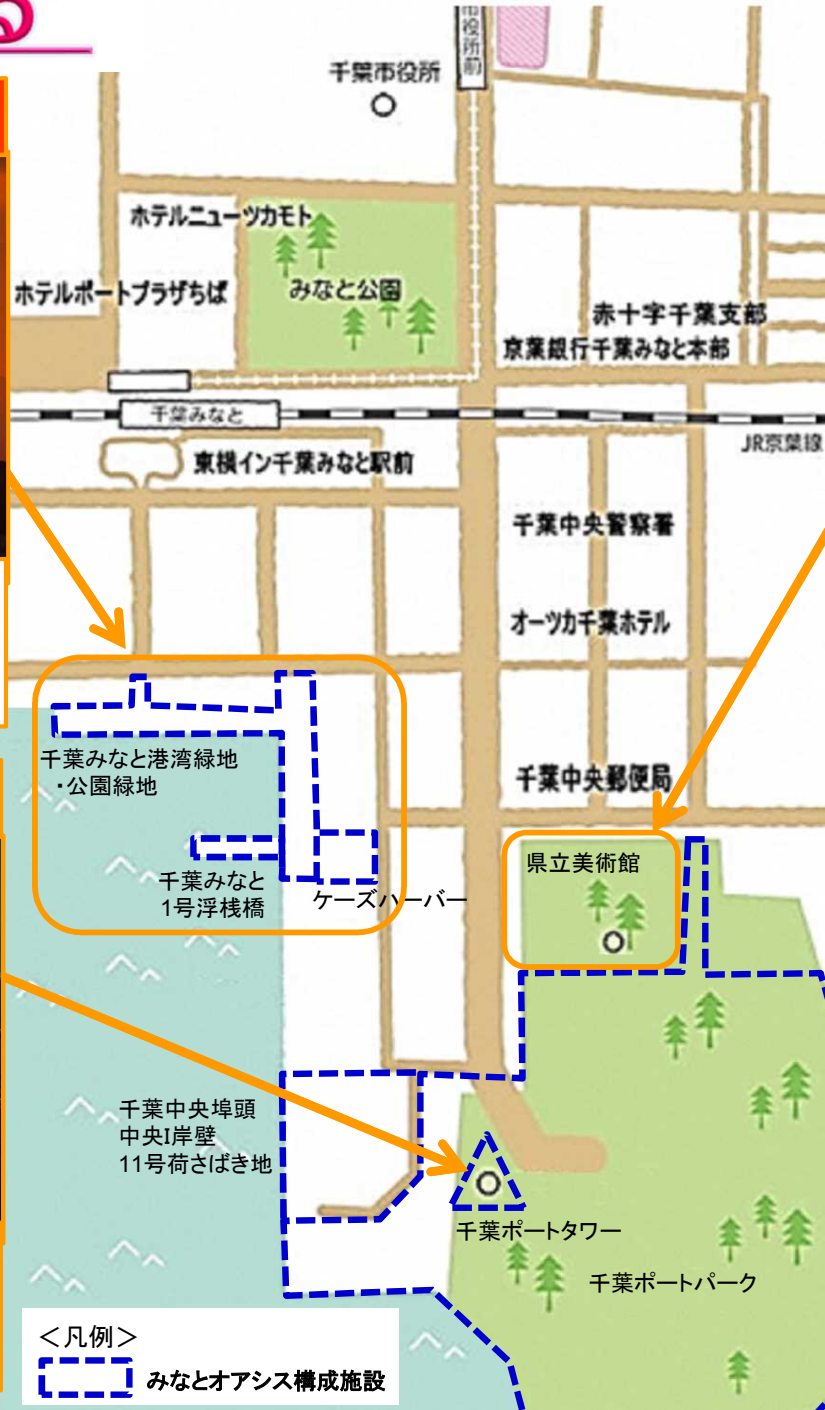 る
市役所前
千葉市役所
ホテルニューツカモト
ホテルポートプラザちば
みなと公園
赤十字千葉支部
京葉銀行千葉みなと本部
千葉みなと
JR京葉線
東横イン千葉みなと駅前
千葉中央警察署
オーツカ千葉ホテル
千葉みなと港湾緑地
・公園緑地
千葉中央郵便局
県立美術館
千葉みなと
1号浮桟橋
ケーズハーバー
千葉中央埠頭
中央I岸壁
11号荷さばき地
千葉ポートタワー
千葉ポートパーク
＜凡例＞
みなとオアシス構成施設